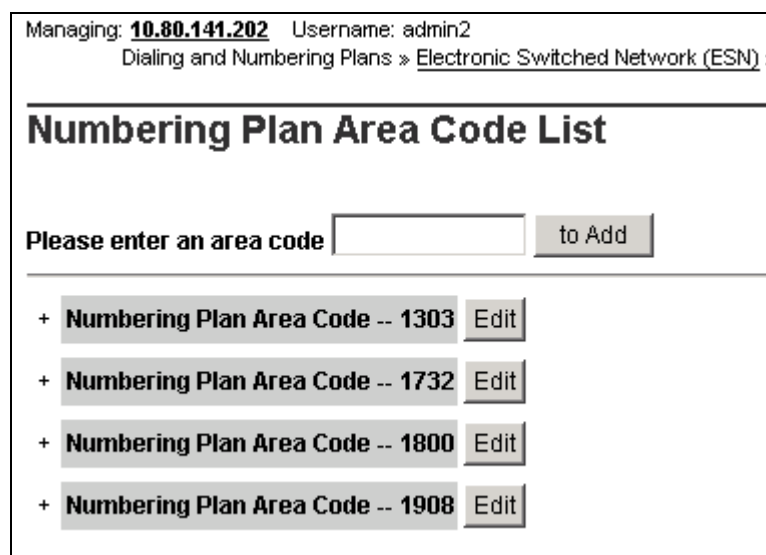 Managing: 10.80.141.202 Username: admin2
Dialing and Numbering Plans » Electronic Switched Network (ESN)
Numbering Plan Area Code List
Please enter an area code to Add
+ Numbering Plan Area Code -- 1303 Edit
+ Numbering Plan Area Code -- 1732 Edit
+ Numbering Plan Area Code -- 1800 Edit
+ Numbering Plan Area Code -- 1908 Edit